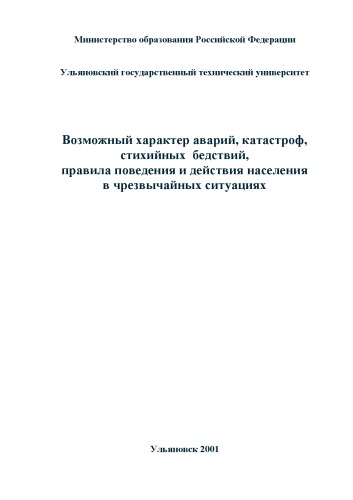 Министерство образования Российской Федерации
Ульяновский государственный технический университет
Возможный характер аварий, катастроф,
стихийных бедствий,
правила поведения и действия населения
в чрезвычайных ситуациях
Ульяновск 2001